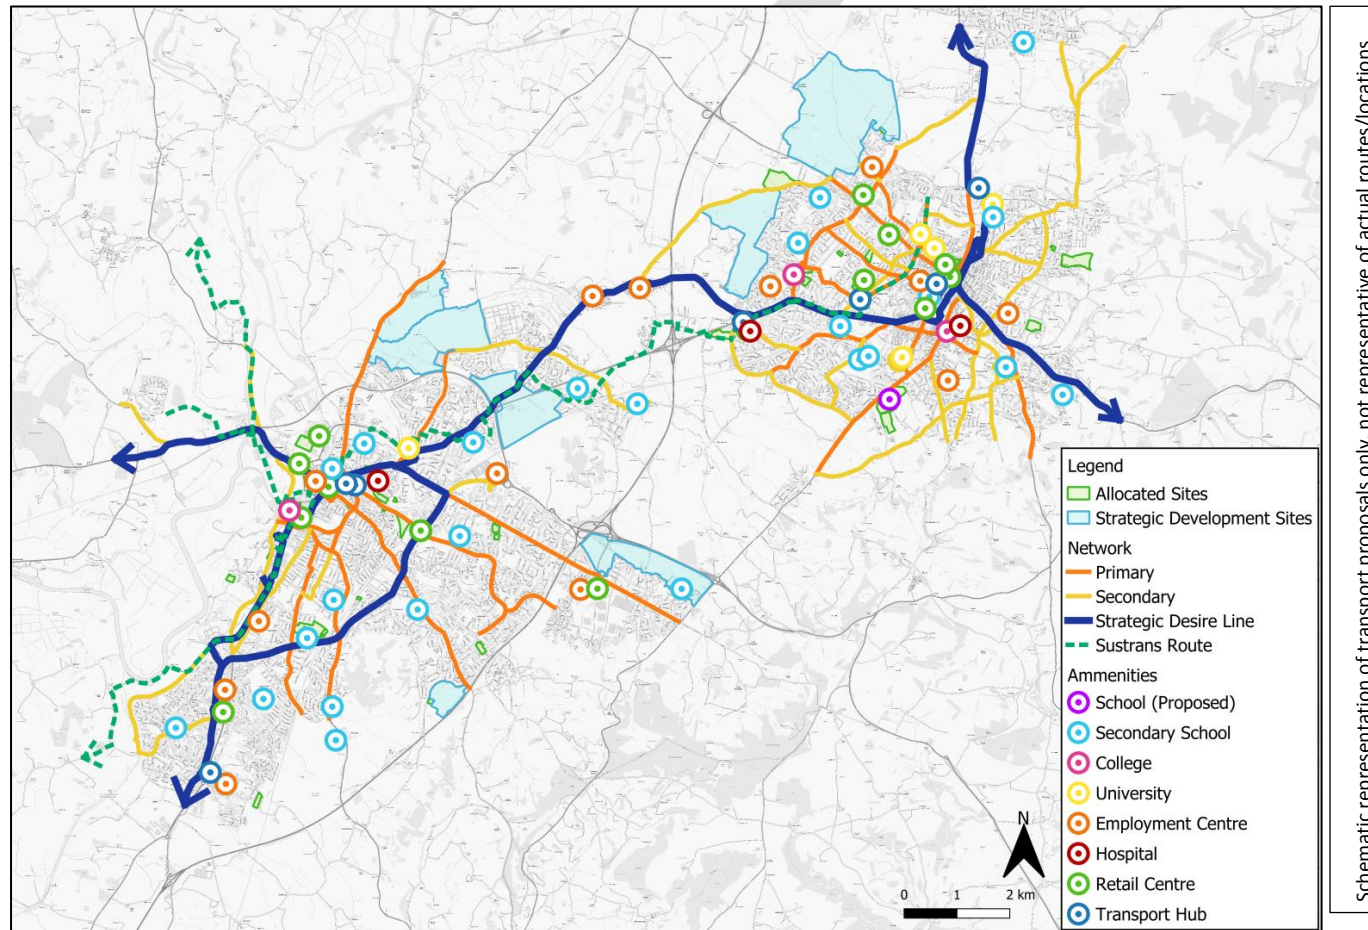 Legend
Allocated Sites
Strategic Development Sites
Network
Primary
Secondary
Strategic Desire Line
Sustrans Route
Ammenities
School (Proposed)
Secondary School
College
University
Employment Centre
Hospital
Retail Centre
Transport Hub
N
0 1 2 km
Schematic representation of transport proposals only, not representative of actual routes/locations